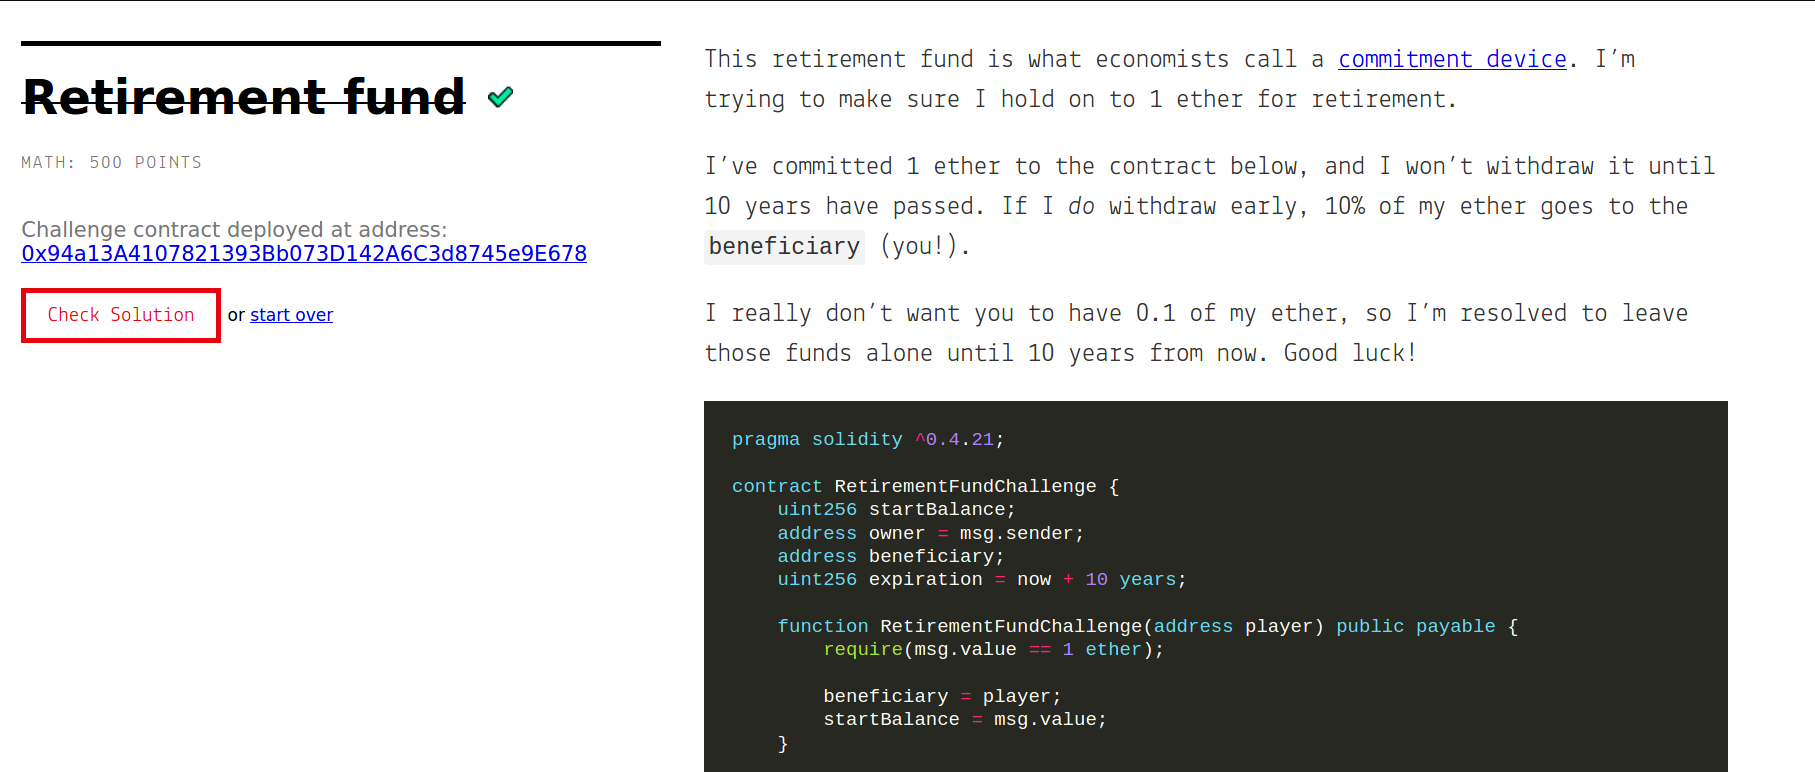 Retirement fund
MATH: 500 POINTS
Challenge contract deployed at address:
0x94a13A4107821393Bb073D142A6C3d8745e9E678
Check Solution or start over
This retirement fund is what economists call a commitment device. I’m
trying to make sure I hold on to 1 ether for retirement.
I’ve committed 1 ether to the contract below, and I won’t withdraw it until
10 years have passed. If I do withdraw early, 10% of my ether goes to the
beneficiary (you!).
I really don’t want you to have 0.1 of my ether, so I’m resolved to leave
those funds alone until 10 years from now. Good luck!
pragma solidity ^0.4.21;
contract RetirementFundChallenge {
    uint256 startBalance;
    address owner = msg.sender;
    address beneficiary;
    uint256 expiration = now + 10 years;
    function RetirementFundChallenge(address player) public payable {
        require(msg.value == 1 ether);
        beneficiary = player;
        startBalance = msg.value;
    }